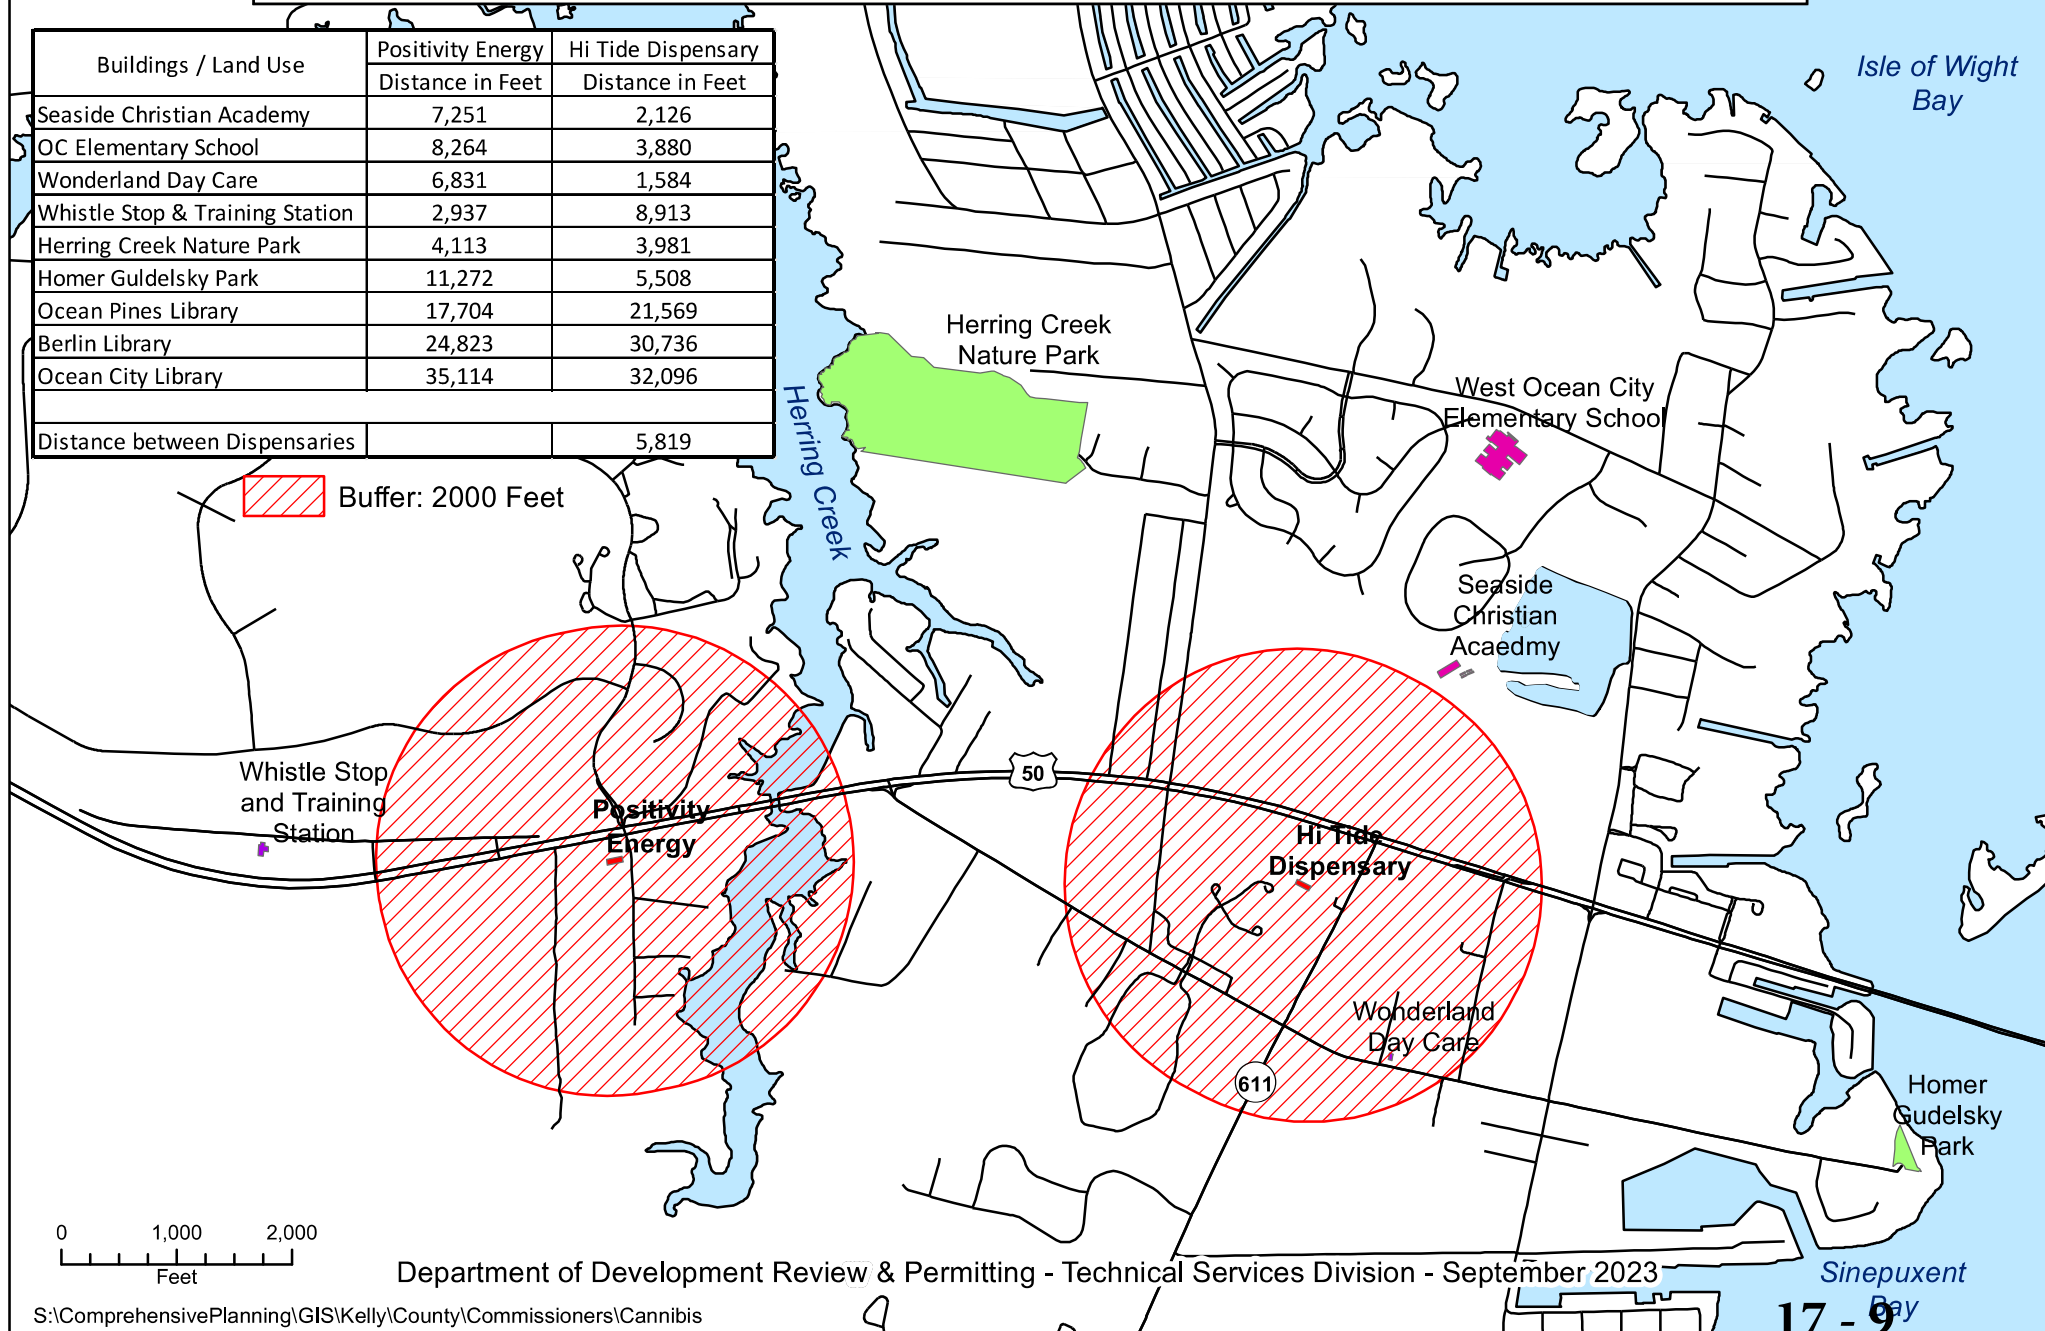 Buildings / Land Use
Positivity Energy Hi Tide Dispensary
Distance in Feet Distance in Feet
Seaside Christian Academy 7,251 2,126
OC Elementary School 8,264 3,880
Wonderland Day Care 6,831 1,584
Whistle Stop & Training Station 2,937 8,913
Herring Creek Nature Park 4,113 3,981
Homer Guldelsky Park 11,272 5,508
Ocean Pines Library 17,704 21,569
Berlin Library 24,823 30,736
Ocean City Library 35,114 32,096
Distance between Dispensaries 5,819
Buffer: 2000 Feet
Isle of Wight
Bay
Herring Creek
Nature Park
Herring Creek
West Ocean City
Elementary School
Seaside
Christian
Acaedmy
Whistle Stop
and Training
Station
Positivity
Energy
50
Hi Tide
Dispensary
Wonderland
Day Care
611
Homer
Gudelsky
Park
0 1,000 2,000
Feet
Department of Development Review & Permitting - Technical Services Division - September 2023
Sinepuxent
Bay
S:\ComprehensivePlanning\GIS\Kelly\County\Commissioners\Cannibis
17 - 9